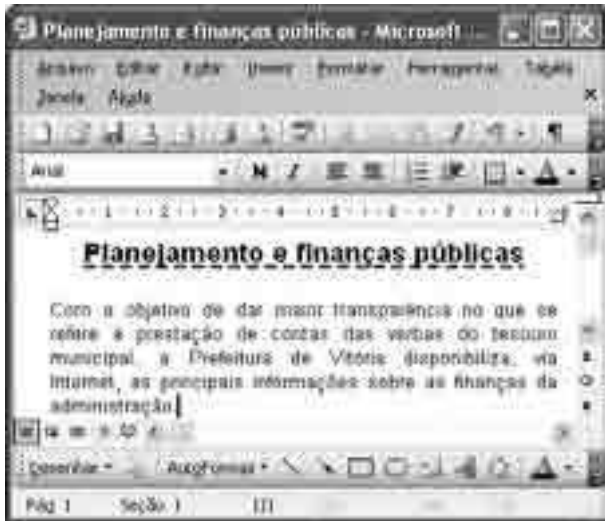 Planejamento e finanças públicas - Microsoft ...
Arquivo Editar Exibir Inserir Formatar Ferramentas Tabela
Janela Ajuda
Arial
N I
Planejamento e finanças públicas
Com o objetivo de dar maior transparência no que se
refere a prestação de contas das verbas do tesouro
municipal, a Prefeitura de Vitória disponibiliza, via
Internet, as principais informações sobre as finanças da
administração.
Desenhar AutoFormas
Pág 1 Seção 1 1/1